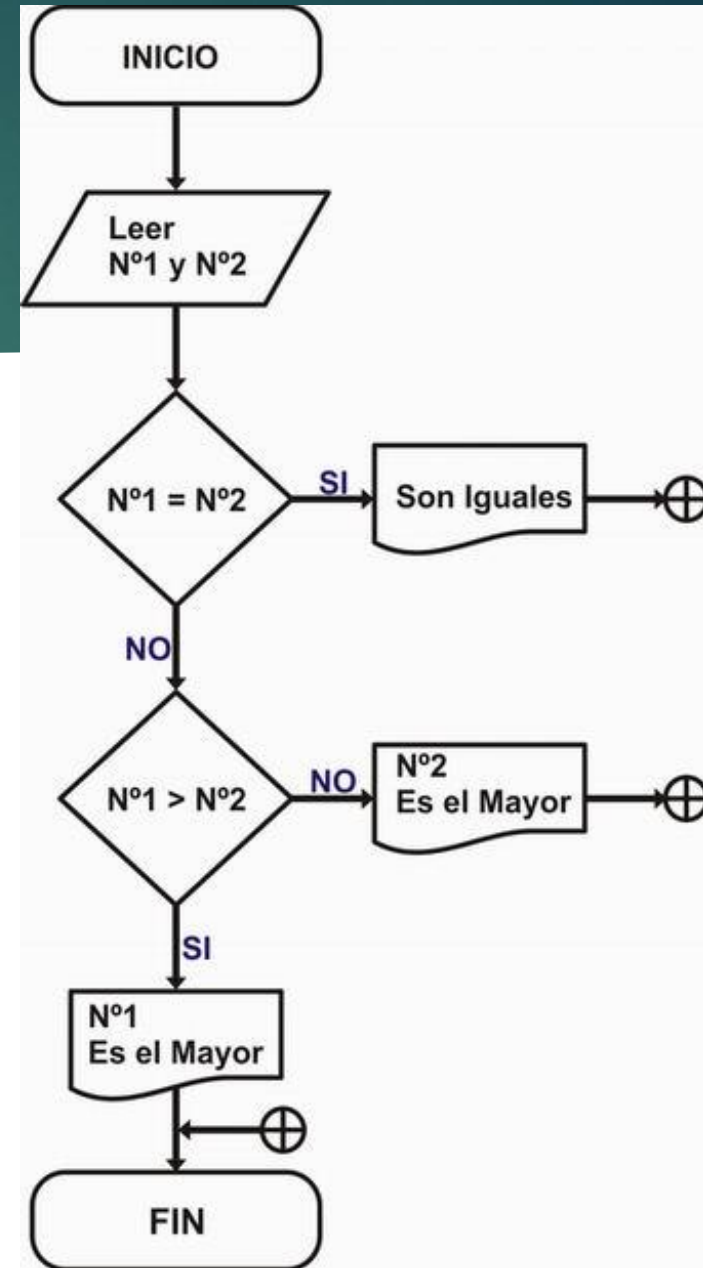 INICIO
Leer
Nº1 y Nº2
Nº1 = Nº2
SI
Son Iguales
NO
Nº1 > Nº2
NO
Nº2
Es el Mayor
SI
Nº1
Es el Mayor
FIN